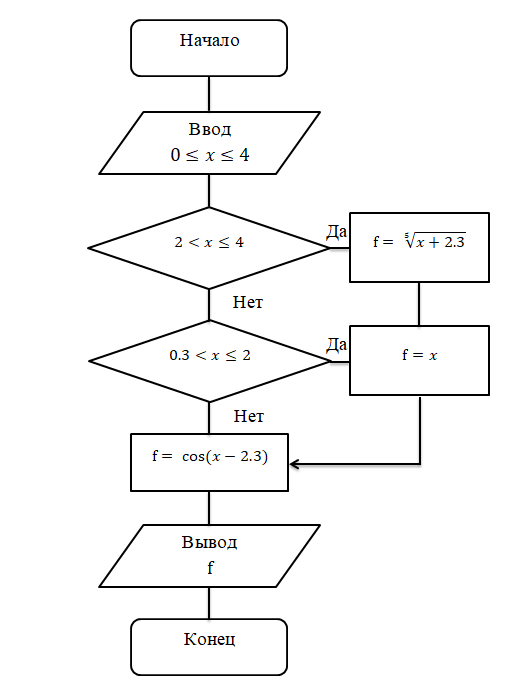 Начало
Ввод
0 ≤ x ≤ 4
2 < x ≤ 4
Да
f = ⁵√(x + 2.3)
Нет
0.3 < x ≤ 2
Да
f = x
Нет
f = cos(x − 2.3)
Вывод
f
Конец